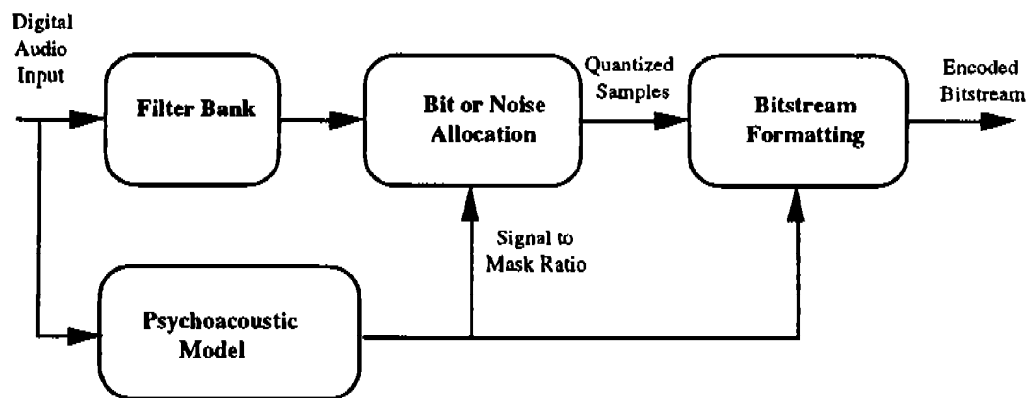 Digital
Audio
Input
Filter Bank
Bit or Noise
Allocation
Quantized
Samples
Bitstream
Formatting
Encoded
Bitstream
Signal to
Mask Ratio
Psychoacoustic
Model